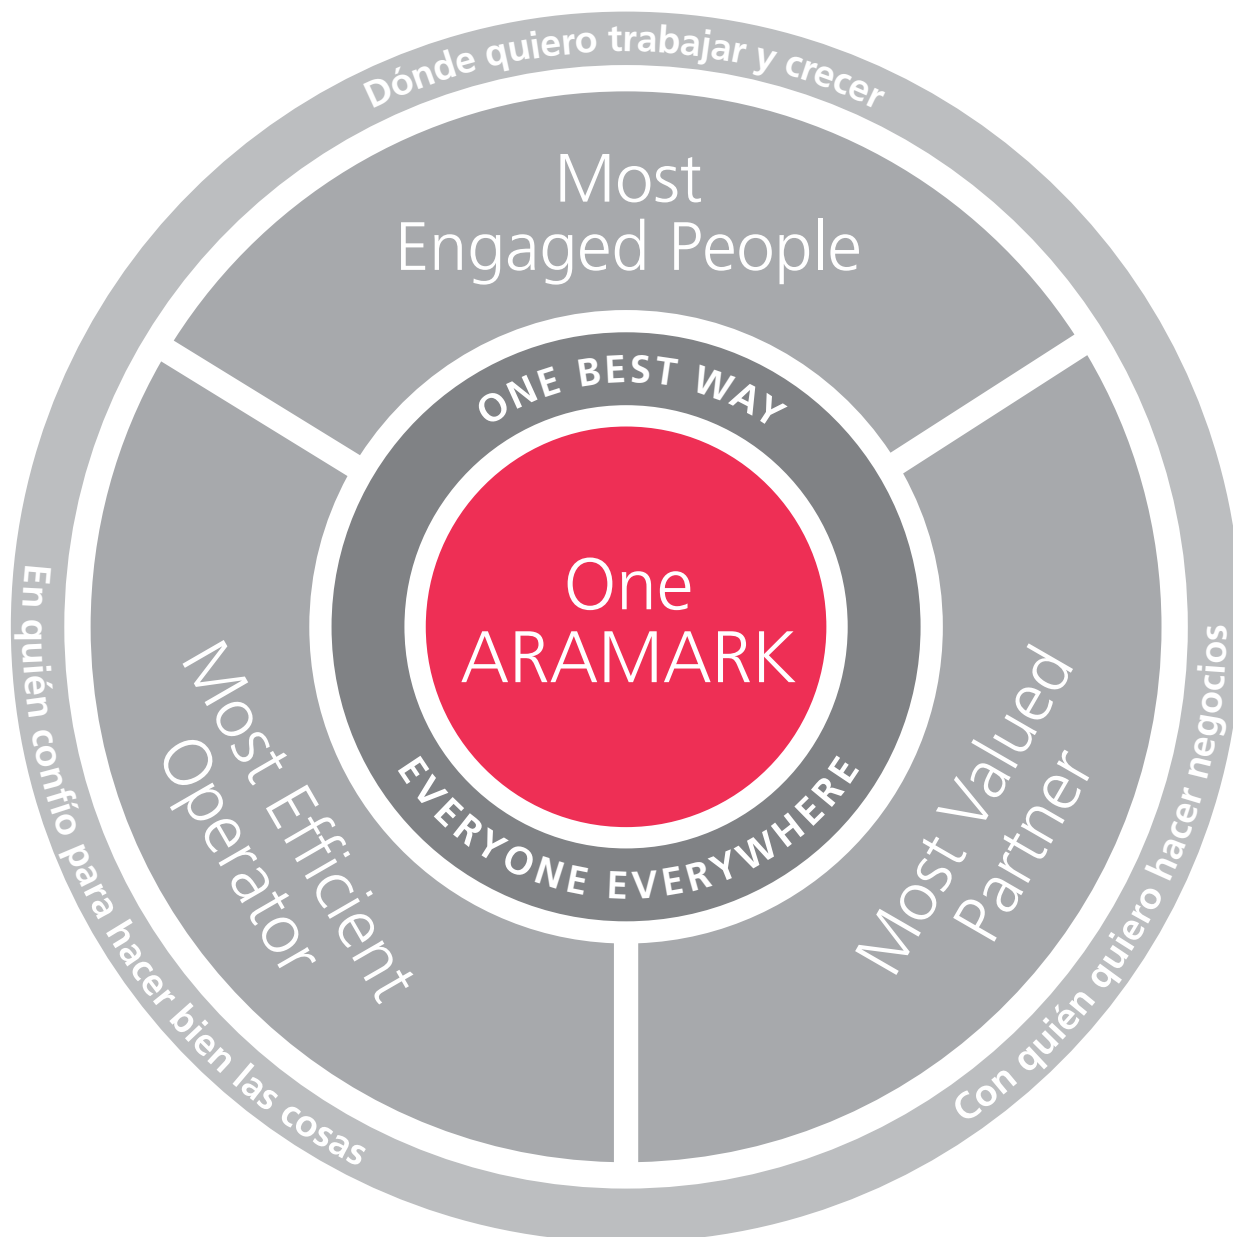 Dónde quiero trabajar y crecer
Most
Engaged People
ONE BEST WAY
One
ARAMARK
EVERYONE EVERYWHERE
Most Efficient
Operator
Most Valued
Partner
En quién confío para hacer bien las cosas
Con quién quiero hacer negocios